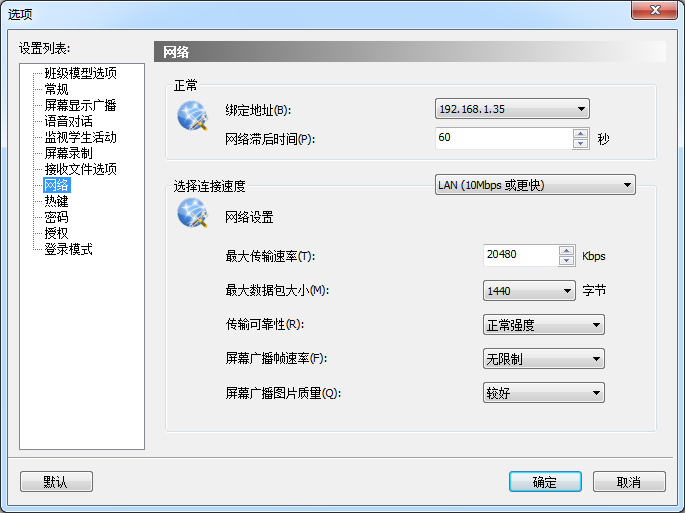 选项
设置列表:
班级模型选项
常规
屏幕显示广播
语音对话
监视学生活动
屏幕录制
接收文件选项
网络
热键
密码
授权
登录模式
网络
正常
绑定地址(B): 192.168.1.35
网络带后时间(P): 60 秒
选择连接速度 LAN (10Mbps 或更快)
网络设置
最大传输速率(T): 20480 Kbps
最大数据包大小(M): 1440 字节
传输可靠性(R): 正常强度
屏幕广播帧速率(F): 无限制
屏幕广播图片质量(Q): 较好
默认 确定 取消